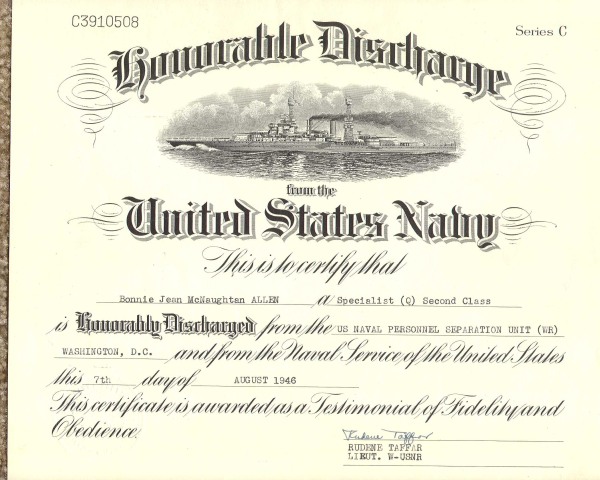 C3910508
Series C
Honorable Discharge
from the
United States Navy
This is to certify that
Bonnie Jean McNaughtan ALLEN a Specialist (Q) Second Class
is Honorably Discharged from the US NAVAL PERSONNEL SEPARATION UNIT (WR)
WASHINGTON, D.C. and from the Naval Service of the United States
this 7th day of AUGUST 1946
This certificate is awarded as a Testimonial of Fidelity and
Obedience.
Rudene Taffar
RUDENE TAFFAR
LIEUT. W-USNR